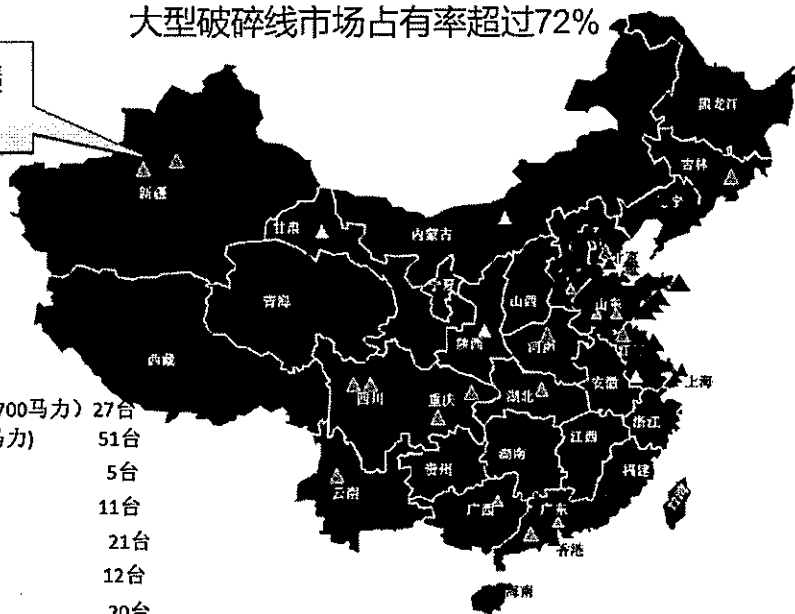 大型破碎线市场占有率超过72%
黑龙江
吉林
新疆
甘肃
内蒙古
青海
山西
山东
陕西
河南
西藏
四川
重庆
湖北
安徽
上海
浙江
江西
湖南
贵州
福建
云南
广西
广东
香港
海南
700马力）27台
马力) 51台
5台
11台
21台
12台
20台